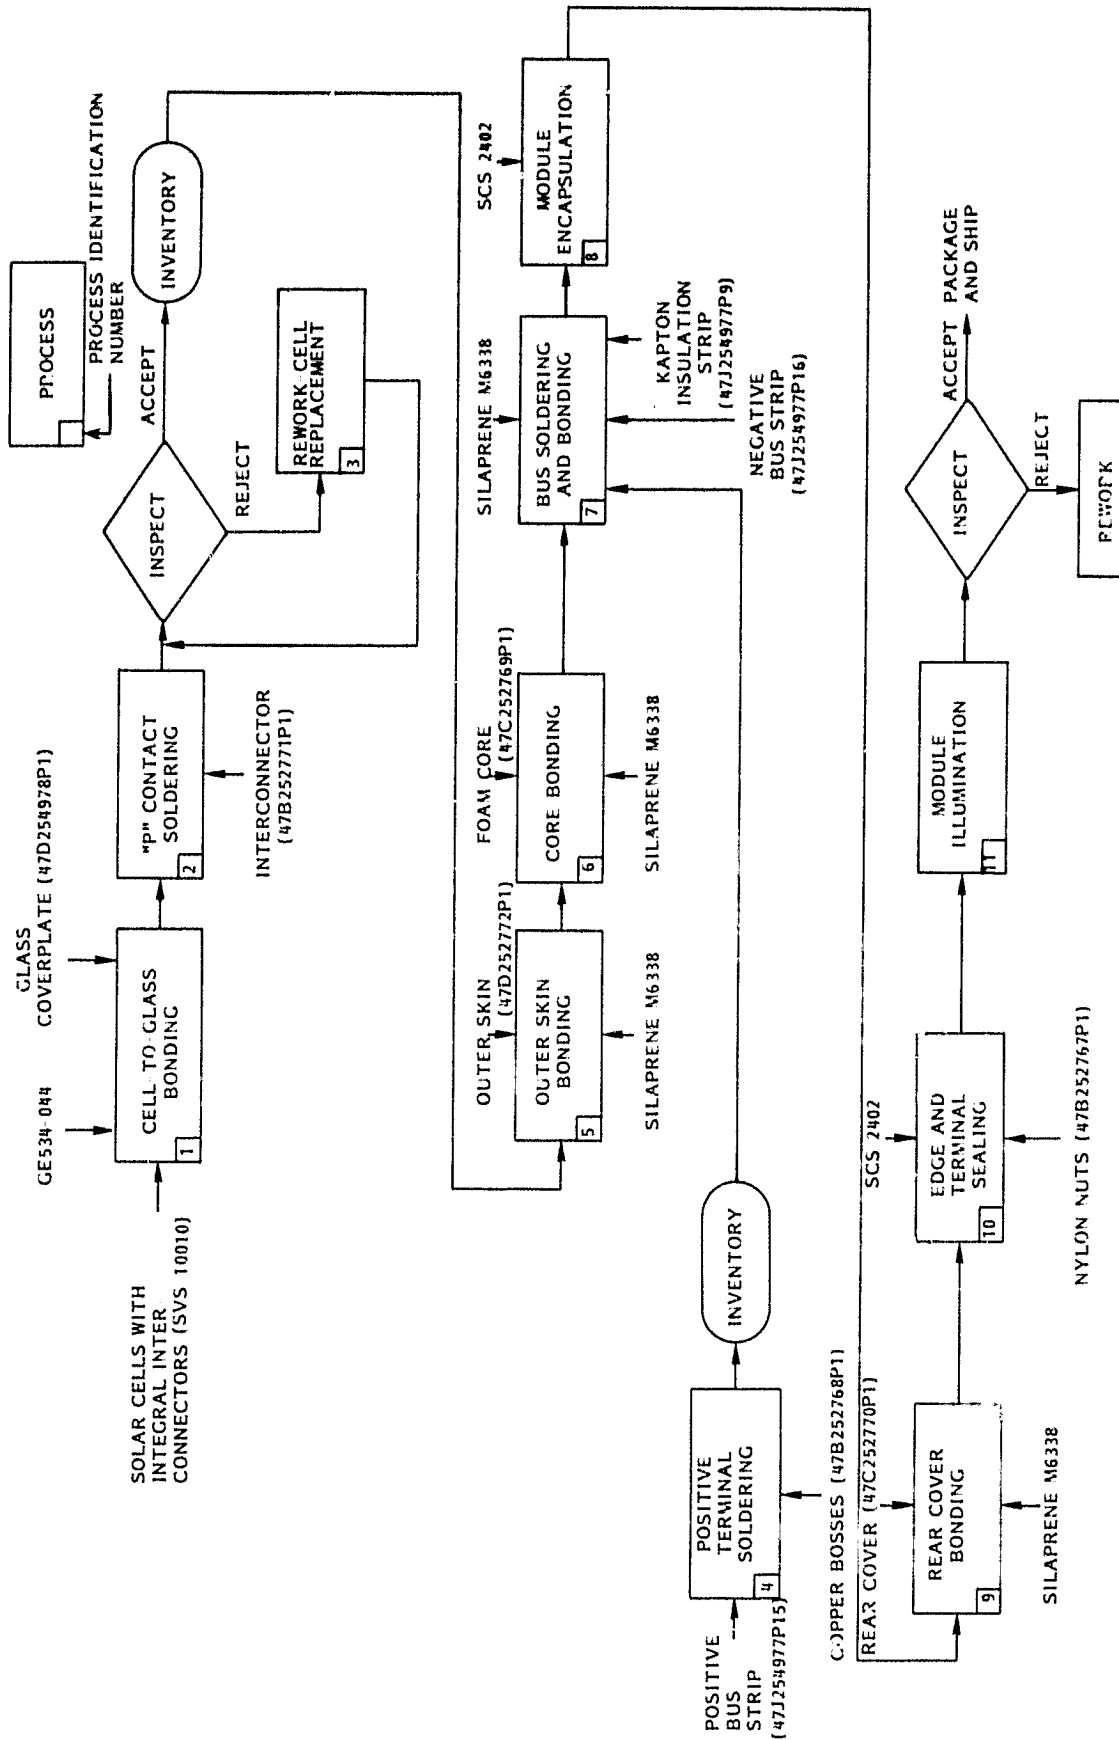 PROCESS
PROCESS IDENTIFICATION
NUMBER
GE534-044
GLASS
COVERPLATE (47D254978P1)
SOLAR CELLS WITH
INTEGRAL INTER
CONNECTORS (SVS 10010)
CELL-TO-GLASS
BONDING
1
"P" CONTACT
SOLDERING
2
INTERCONNECTOR
(47B252771P1)
INSPECT
ACCEPT
REJECT
REWORK-CELL
REPLACEMENT
3
INVENTORY
OUTER SKIN
(47D252772P1)
OUTER SKIN
BONDING
5
SILAPRENE M6338
FOAM CORE
(47C252769P1)
CORE BONDING
6
SILAPRENE M6338
SILAPRENE M6338
BUS SOLDERING
AND BONDING
7
KAPTON
INSULATION
STRIP
(47J254977P9)
NEGATIVE
BUS STRIP
(47J254977P16)
SCS 2402
MODULE
ENCAPSULATION
8
POSITIVE
BUS
STRIP
(47J254977P15)
POSITIVE
TERMINAL
SOLDERING
4
COPPER BOSSES (47B252768P1)
INVENTORY
REAR COVER (47C252770P1)
REAR COVER
BONDING
9
SILAPRENE M6338
SCS 2402
EDGE AND
TERMINAL
SEALING
10
NYLON NUTS (47B252767P1)
MODULE
ILLUMINATION
11
INSPECT
ACCEPT
PACKAGE
AND SHIP
REJECT
REWORK